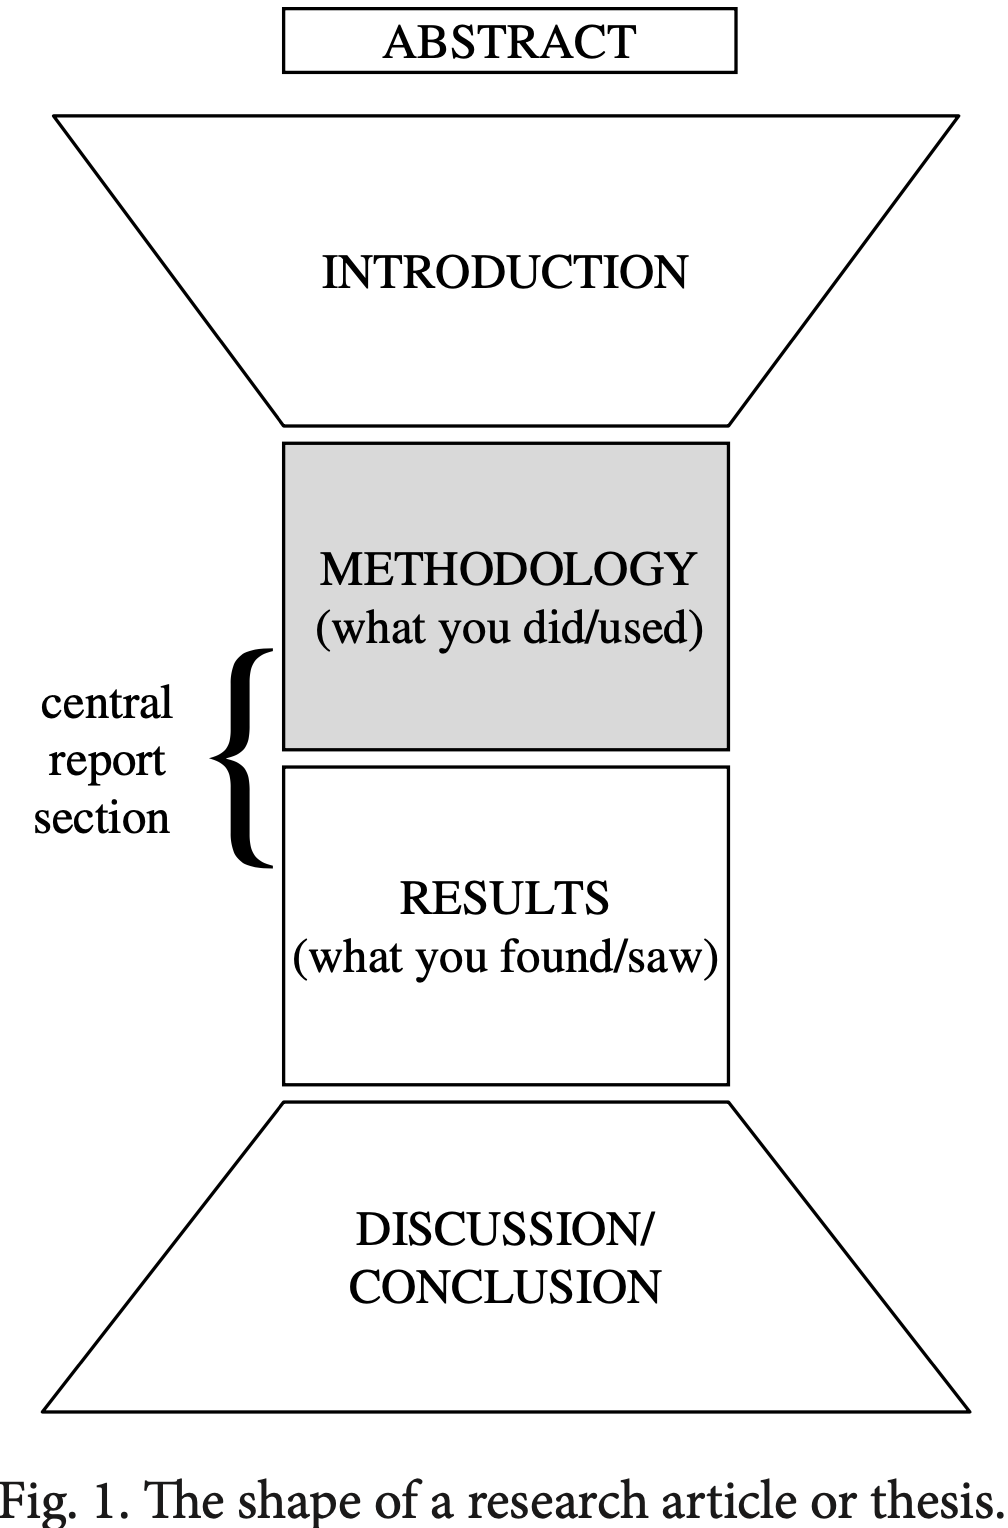 ABSTRACT
INTRODUCTION
METHODOLOGY
(what you did/used)
central
report
section
RESULTS
(what you found/saw)
DISCUSSION/
CONCLUSION
Fig. 1. The shape of a research article or thesis.